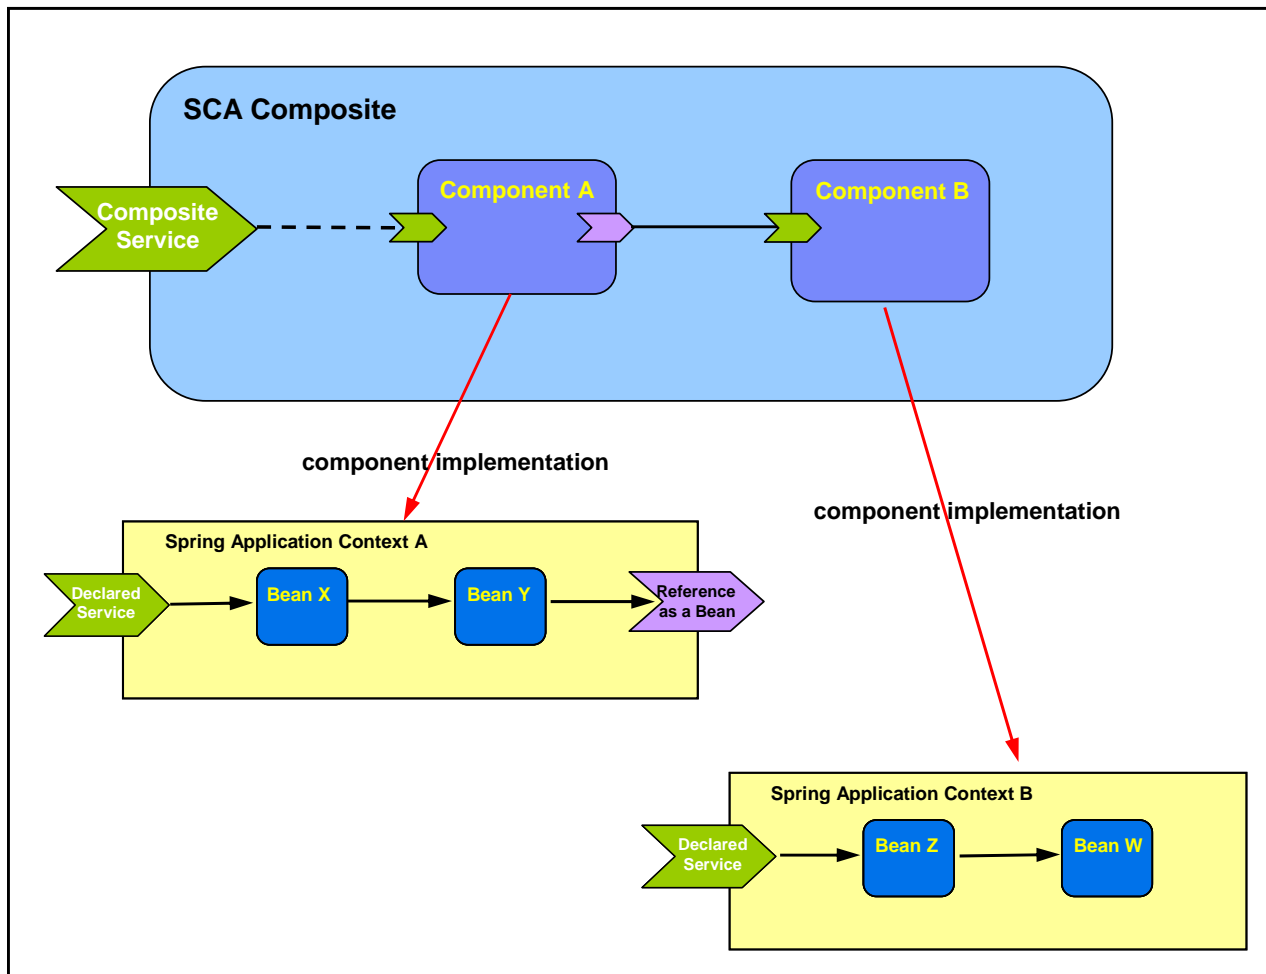 SCA Composite
Component A
Component B
Composite
Service
component implementation
component implementation
Spring Application Context A
Declared
Service
Bean X
Bean Y
Reference
as a Bean
Spring Application Context B
Declared
Service
Bean Z
Bean W